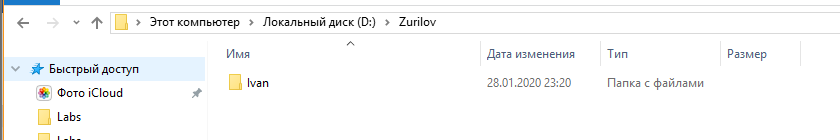 Этот компьютер > Локальный диск (D:) > Zurilov
Имя Дата изменения Тип Размер
Быстрый доступ
Ivan 28.01.2020 23:20 Папка с файлами
Фото iCloud
Labs